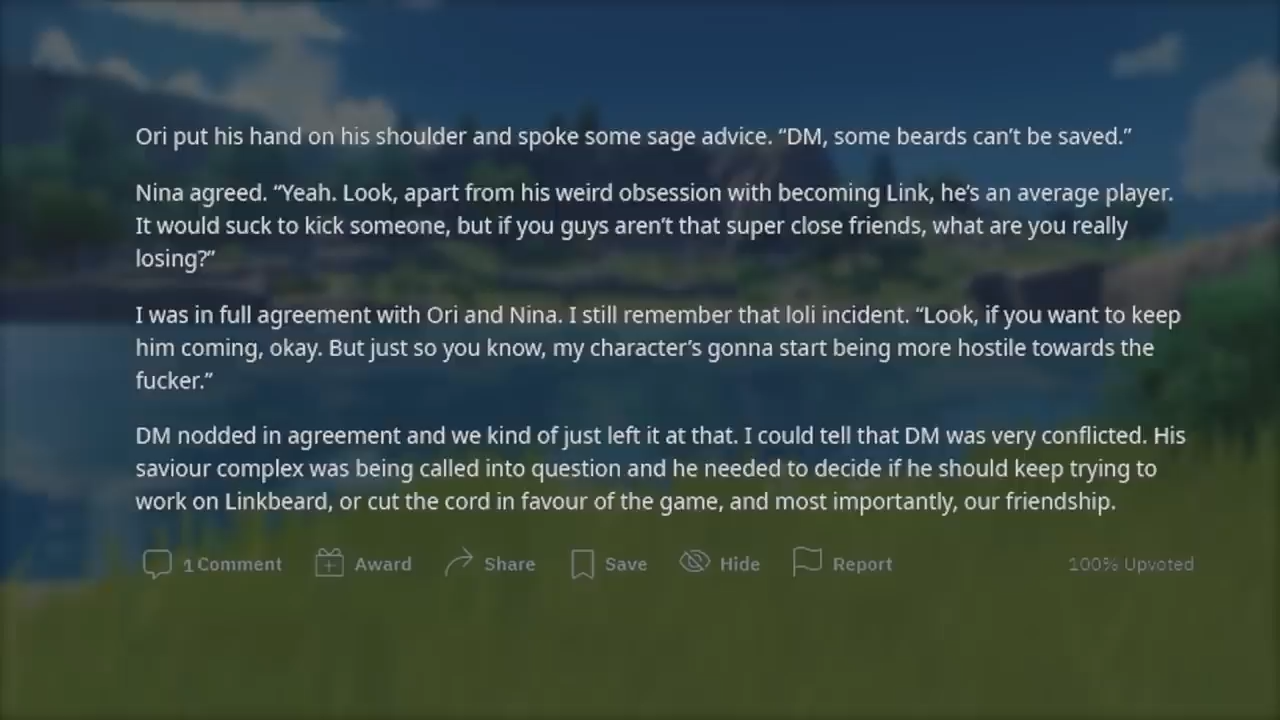 Ori put his hand on his shoulder and spoke some sage advice. “DM, some beards can’t be saved.”
Nina agreed. “Yeah. Look, apart from his weird obsession with becoming Link, he’s an average player.
It would suck to kick someone, but if you guys aren’t that super close friends, what are you really
losing?”
I was in full agreement with Ori and Nina. I still remember that loli incident. “Look, if you want to keep
him coming, okay. But just so you know, my character’s gonna start being more hostile towards the
fucker.”
DM nodded in agreement and we kind of just left it at that. I could tell that DM was very conflicted. His
saviour complex was being called into question and he needed to decide if he should keep trying to
work on Linkbeard, or cut the cord in favour of the game, and most importantly, our friendship.
1 Comment Award Share Save Hide Report 100% Upvoted